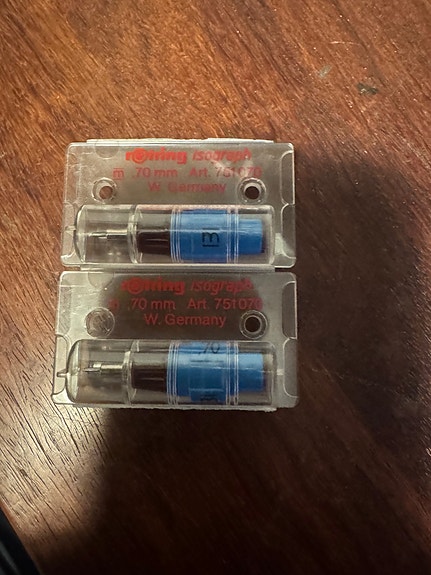 rotring isograph
m .70 mm Art. 751070
W. Germany
m
rotring isograph
.70 mm Art. 751070
W. Germany